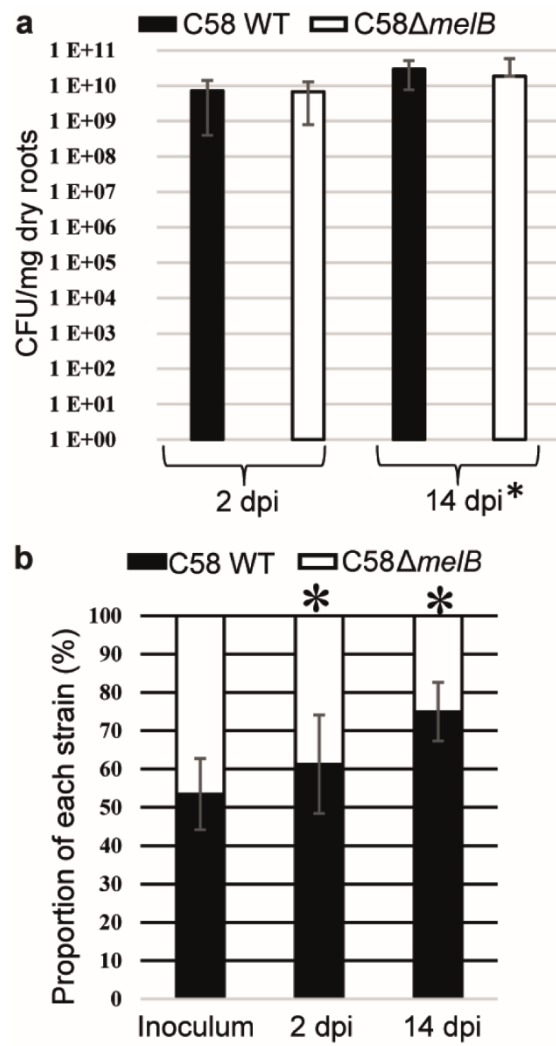 a
C58 WT C58ΔmelB
CFU/mg dry roots
1 E+11
1 E+10
1 E+09
1 E+08
1 E+07
1 E+06
1 E+05
1 E+04
1 E+03
1 E+02
1 E+01
1 E+00
2 dpi 14 dpi*
b
C58 WT C58ΔmelB
Proportion of each strain (%)
100
90
80
70
60
50
40
30
20
10
0
* *
Inoculum 2 dpi 14 dpi